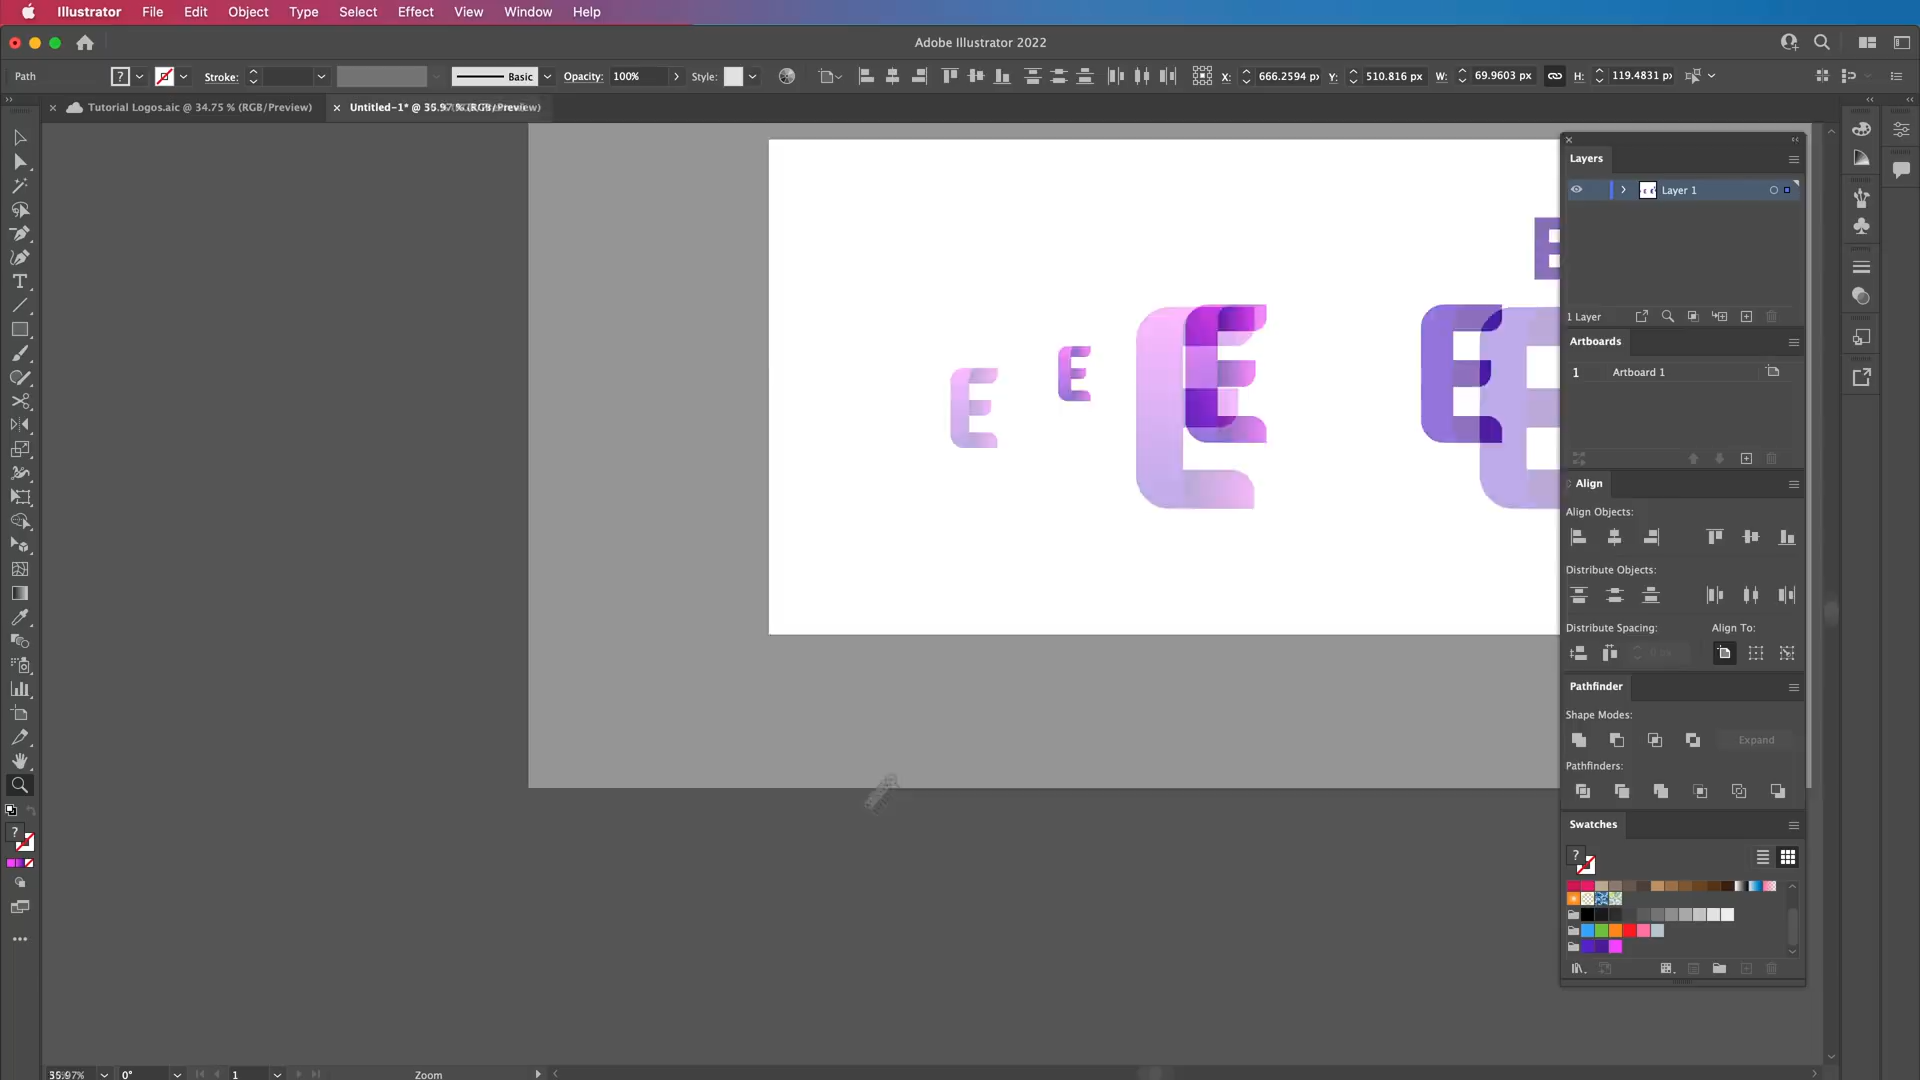 Illustrator File Edit Object Type Select Effect View Window Help
Adobe Illustrator 2022
Path ? Stroke: Basic Opacity: 100% Style: X: 666.2594 px Y: 510.816 px W: 69.9603 px H: 119.4831 px
Tutorial Logos.aic @ 34.75 % (RGB/Preview) Untitled-1* @ (RGB/Preview)
Layers
Layer 1
1 Layer
Artboards
1 Artboard 1
Align
Align Objects:
Distribute Objects:
Distribute Spacing: Align To:
0 px
Pathfinder
Shape Modes:
Expand
Pathfinders:
Swatches
?
?
E E E E E E E
35.97% 0° 1 Zoom